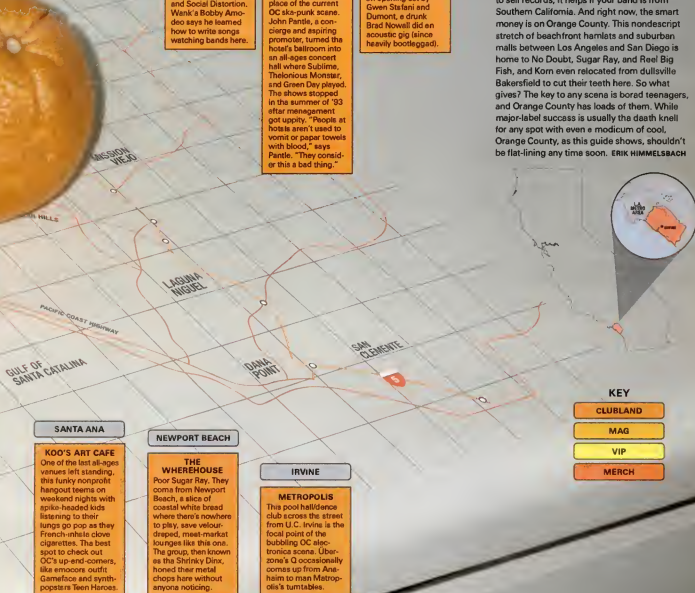 and Social Distortion.
Wank's Bobby Amo-
deo says he learned
how to write songs
watching bands here.
place of the current
OC ska-punk scene.
John Pantle, a con-
cierge and aspiring
promoter, turned the
hotel's ballroom into
an all-ages concert
hall where Sublime,
Thelonious Monster,
and Green Day played.
The shows stopped
in the summer of '93
after management
got uppity. "People at
hotels aren't used to
vomit or paper towels
with blood," says
Pantle. "They consid-
er this a bad thing."
Gwen Stefani and
Dumont, a drunk
Brad Nowall did an
acoustic gig (since
heavily bootleggad).
to sell records, it helps if your band is from
Southern California. And right now, the smart
money is on Orange County. This nondescript
stretch of beachfront hamlets and suburban
malls between Los Angeles and San Diego is
home to No Doubt, Sugar Ray, and Reel Big
Fish, and Korn even relocated from dullsville
Bakersfield to cut their teeth here. So what
gives? The key to any scene is bored teenagers,
and Orange County has loads of them. While
major-label success is usually the death knell
for any spot with even a modicum of cool,
Orange County, as this guide shows, shouldn't
be flat-lining any time soon. ERIK HIMMELSBACH
MISSION
VIEJO
HILLS
LAGUNA
NIGUEL
PACIFIC COAST HIGHWAY
GULF OF
SANTA CATALINA
DANA
POINT
SAN
CLEMENTE
5
L.A.
METRO
AREA
KEY
CLUBLAND
MAG
VIP
MERCH
SANTA ANA
KOO'S ART CAFE
One of the last all-ages
vanues left standing,
this funky nonprofit
hangout teems on
weekend nights with
spike-headed kids
listening to their
lungs go pop as they
French-inhale clove
cigarettes. The best
spot to check out
OC's up-end-comers,
like emocore outfit
Gameface and synth-
popsters Teen Heroes.
NEWPORT BEACH
THE
WHEREHOUSE
Poor Sugar Ray. They
coma from Newport
Beach, a slice of
coastal white bread
where there's nowhere
to play, save velour-
draped, meat-market
lounges like this one.
The group, then known
as tha Shrinky Dinx,
honed their metal
chops here without
anyona noticing.
IRVINE
METROPOLIS
This pool hall/dence
club across the street
from U.C. Irvine is the
focal point of the
bubbling OC alec-
tronica scena. Über-
zone's Q occasionally
comes up from Ana-
haim to man Metrop-
olis's turntables.